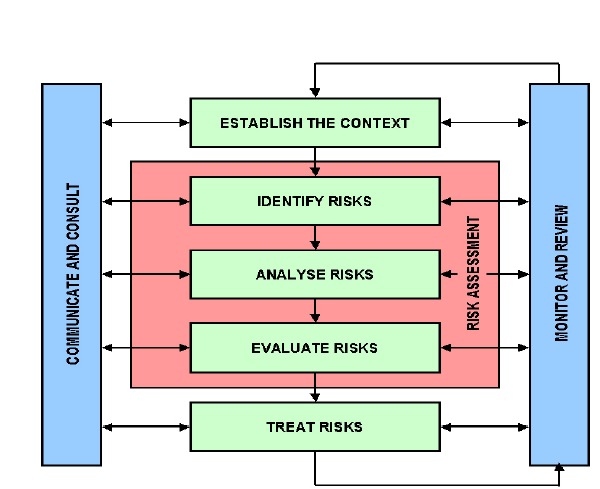 ESTABLISH THE CONTEXT
IDENTIFY RISKS
ANALYSE RISKS
EVALUATE RISKS
TREAT RISKS
COMMUNICATE AND CONSULT
RISK ASSESSMENT
MONITOR AND REVIEW